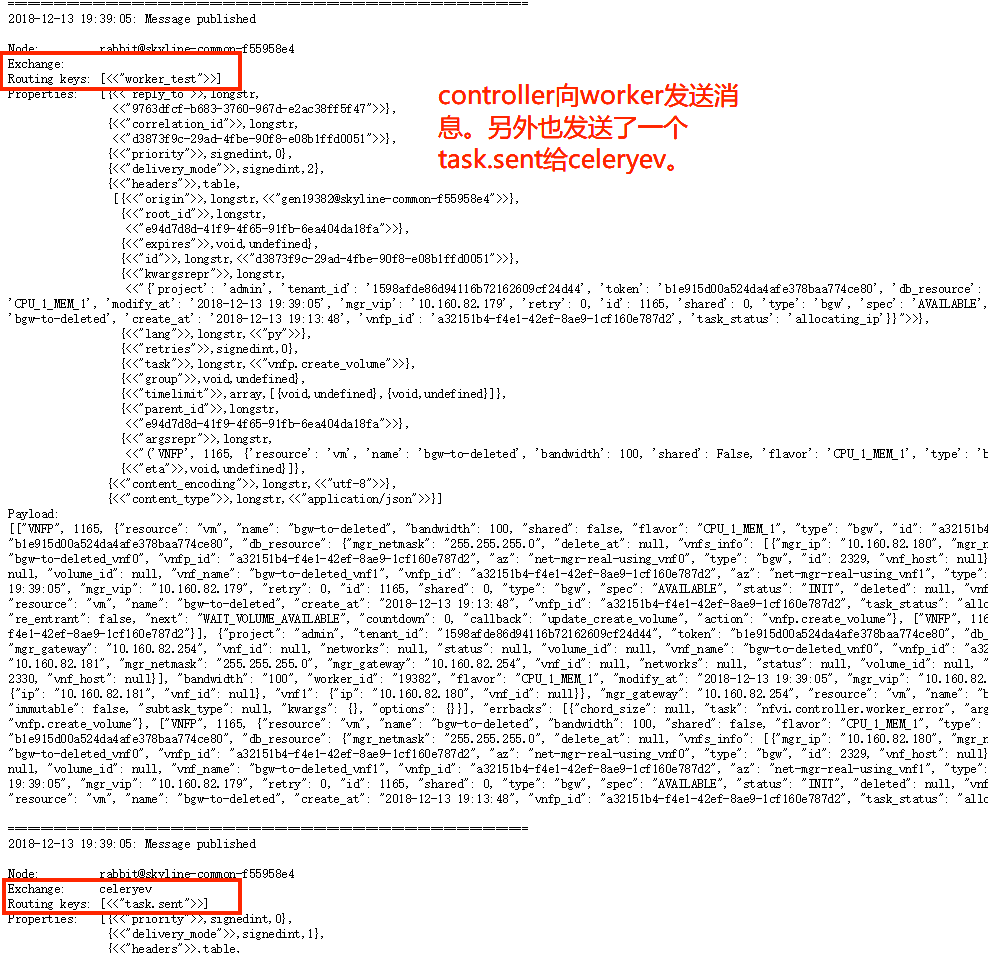 ================================================================================
2018-12-13 19:39:05: Message published
Node:         rabbit@skyline-common-f55958e4
Exchange:
Routing keys: [<<"worker_test">>]
Properties:   [{<<"reply_to">>,longstr,
<<"9763dfcf-b683-3760-967d-e2ac38ff5f47">>},
{<<"correlation_id">>,longstr,
<<"d3873f9c-29ad-4fbe-90f8-e08b1ffd0051">>},
{<<"priority">>,signedint,0},
{<<"delivery_mode">>,signedint,2},
{<<"headers">>,table,
[{<<"origin">>,longstr,<<"gen19382@skyline-common-f55958e4">>},
{<<"root_id">>,longstr,
<<"e94d7d8d-41f9-4f65-91fb-6ea404da18fa">>},
{<<"expires">>,void,undefined},
{<<"id">>,longstr,<<"d3873f9c-29ad-4fbe-90f8-e08b1ffd0051">>},
{<<"kwargsrepr">>,longstr,
<<"{'project': 'admin', 'tenant_id': '1598afde86d94116b72162609cf24d44', 'token': 'b1e915d00a524da4afe378baa774ce80', 'db_resource':
'CPU_1_MEM_1', 'modify_at': '2018-12-13 19:39:05', 'mgr_vip': '10.160.82.179', 'retry': 0, 'id': 1165, 'shared': 0, 'type': 'bgw', 'spec': 'AVAILABLE',
'bgw-to-deleted', 'create_at': '2018-12-13 19:13:48', 'vnfp_id': 'a32151b4-f4e1-42ef-8ae9-1cf160e787d2', 'task_status': 'allocating_ip'}}">>},
{<<"lang">>,longstr,<<"py">>},
{<<"retries">>,signedint,0},
{<<"task">>,longstr,<<"vnfp.create_volume">>},
{<<"group">>,void,undefined},
{<<"timelimit">>,array,[{void,undefined},{void,undefined}]},
{<<"parent_id">>,longstr,
<<"e94d7d8d-41f9-4f65-91fb-6ea404da18fa">>},
{<<"argsrepr">>,longstr,
<<"('VNFP', 1165, {'resource': 'vm', 'name': 'bgw-to-deleted', 'bandwidth': 100, 'shared': False, 'flavor': 'CPU_1_MEM_1', 'type': 'b
{<<"eta">>,void,undefined}]},
{<<"content_encoding">>,longstr,<<"utf-8">>},
{<<"content_type">>,longstr,<<"application/json">>}]
controller向worker发送消
息。另外也发送了一个
task.sent给celeryev。
Payload:
[["VNFP", 1165, {"resource": "vm", "name": "bgw-to-deleted", "bandwidth": 100, "shared": false, "flavor": "CPU_1_MEM_1", "type": "bgw", "id": "a32151b4
"b1e915d00a524da4afe378baa774ce80", "db_resource": {"mgr_netmask": "255.255.255.0", "delete_at": null, "vnfs_info": [{"mgr_ip": "10.160.82.180", "mgr_n
"bgw-to-deleted_vnf0", "vnfp_id": "a32151b4-f4e1-42ef-8ae9-1cf160e787d2", "az": "net-mgr-real-using_vnf0", "type": "bgw", "id": 2329, "vnf_host": null}
null, "volume_id": null, "vnf_name": "bgw-to-deleted_vnf1", "vnfp_id": "a32151b4-f4e1-42ef-8ae9-1cf160e787d2", "az": "net-mgr-real-using_vnf1", "type":
19:39:05", "mgr_vip": "10.160.82.179", "retry": 0, "id": 1165, "shared": 0, "type": "bgw", "spec": "AVAILABLE", "status": "INIT", "deleted": null, "vnf
"resource": "vm", "name": "bgw-to-deleted", "create_at": "2018-12-13 19:13:48", "vnfp_id": "a32151b4-f4e1-42ef-8ae9-1cf160e787d2", "task_status": "allo
"re_entrant": false, "next": "WAIT_VOLUME_AVAILABLE", "countdown": 0, "callback": "update_create_volume", "action": "vnfp.create_volume"}, ["VNFP", 116
f4e1-42ef-8ae9-1cf160e787d2"}], {"project": "admin", "tenant_id": "1598afde86d94116b72162609cf24d44", "token": "b1e915d00a524da4afe378baa774ce80", "db_
"mgr_gateway": "10.160.82.254", "vnf_id": null, "networks": null, "status": null, "volume_id": null, "vnf_name": "bgw-to-deleted_vnf0", "vnfp_id": "a32
"10.160.82.181", "mgr_netmask": "255.255.255.0", "mgr_gateway": "10.160.82.254", "vnf_id": null, "networks": null, "status": null, "volume_id": null, "
2330, "vnf_host": null}], "bandwidth": "100", "worker_id": "19382", "flavor": "CPU_1_MEM_1", "modify_at": "2018-12-13 19:39:05", "mgr_vip": "10.160.82.
{"ip": "10.160.82.181", "vnf_id": null}, "vnf1": {"ip": "10.160.82.180", "vnf_id": null}}, "mgr_gateway": "10.160.82.254", "resource": "vm", "name": "b
"immutable": false, "subtask_type": null, "kwargs": {}, "options": {}}]], "errbacks": [{"chord_size": null, "task": "nfvi.controller.worker_error", "arg
"vnfp.create_volume"}, ["VNFP", 1165, {"resource": "vm", "name": "bgw-to-deleted", "bandwidth": 100, "shared": false, "flavor": "CPU_1_MEM_1", "type":
"b1e915d00a524da4afe378baa774ce80", "db_resource": {"mgr_netmask": "255.255.255.0", "delete_at": null, "vnfs_info": [{"mgr_ip": "10.160.82.180", "mgr_n
"bgw-to-deleted_vnf0", "vnfp_id": "a32151b4-f4e1-42ef-8ae9-1cf160e787d2", "az": "net-mgr-real-using_vnf0", "type": "bgw", "id": 2329, "vnf_host": null}
null, "volume_id": null, "vnf_name": "bgw-to-deleted_vnf1", "vnfp_id": "a32151b4-f4e1-42ef-8ae9-1cf160e787d2", "az": "net-mgr-real-using_vnf1", "type":
19:39:05", "mgr_vip": "10.160.82.179", "retry": 0, "id": 1165, "shared": 0, "type": "bgw", "spec": "AVAILABLE", "status": "INIT", "deleted": null, "vnf
"resource": "vm", "name": "bgw-to-deleted", "create_at": "2018-12-13 19:13:48", "vnfp_id": "a32151b4-f4e1-42ef-8ae9-1cf160e787d2", "task_status": "allo
================================================================================
2018-12-13 19:39:05: Message published
Node:         rabbit@skyline-common-f55958e4
Exchange:     celeryev
Routing keys: [<<"task.sent">>]
Properties:   [{<<"priority">>,signedint,0},
{<<"delivery_mode">>,signedint,1},
{<<"headers">>,table,